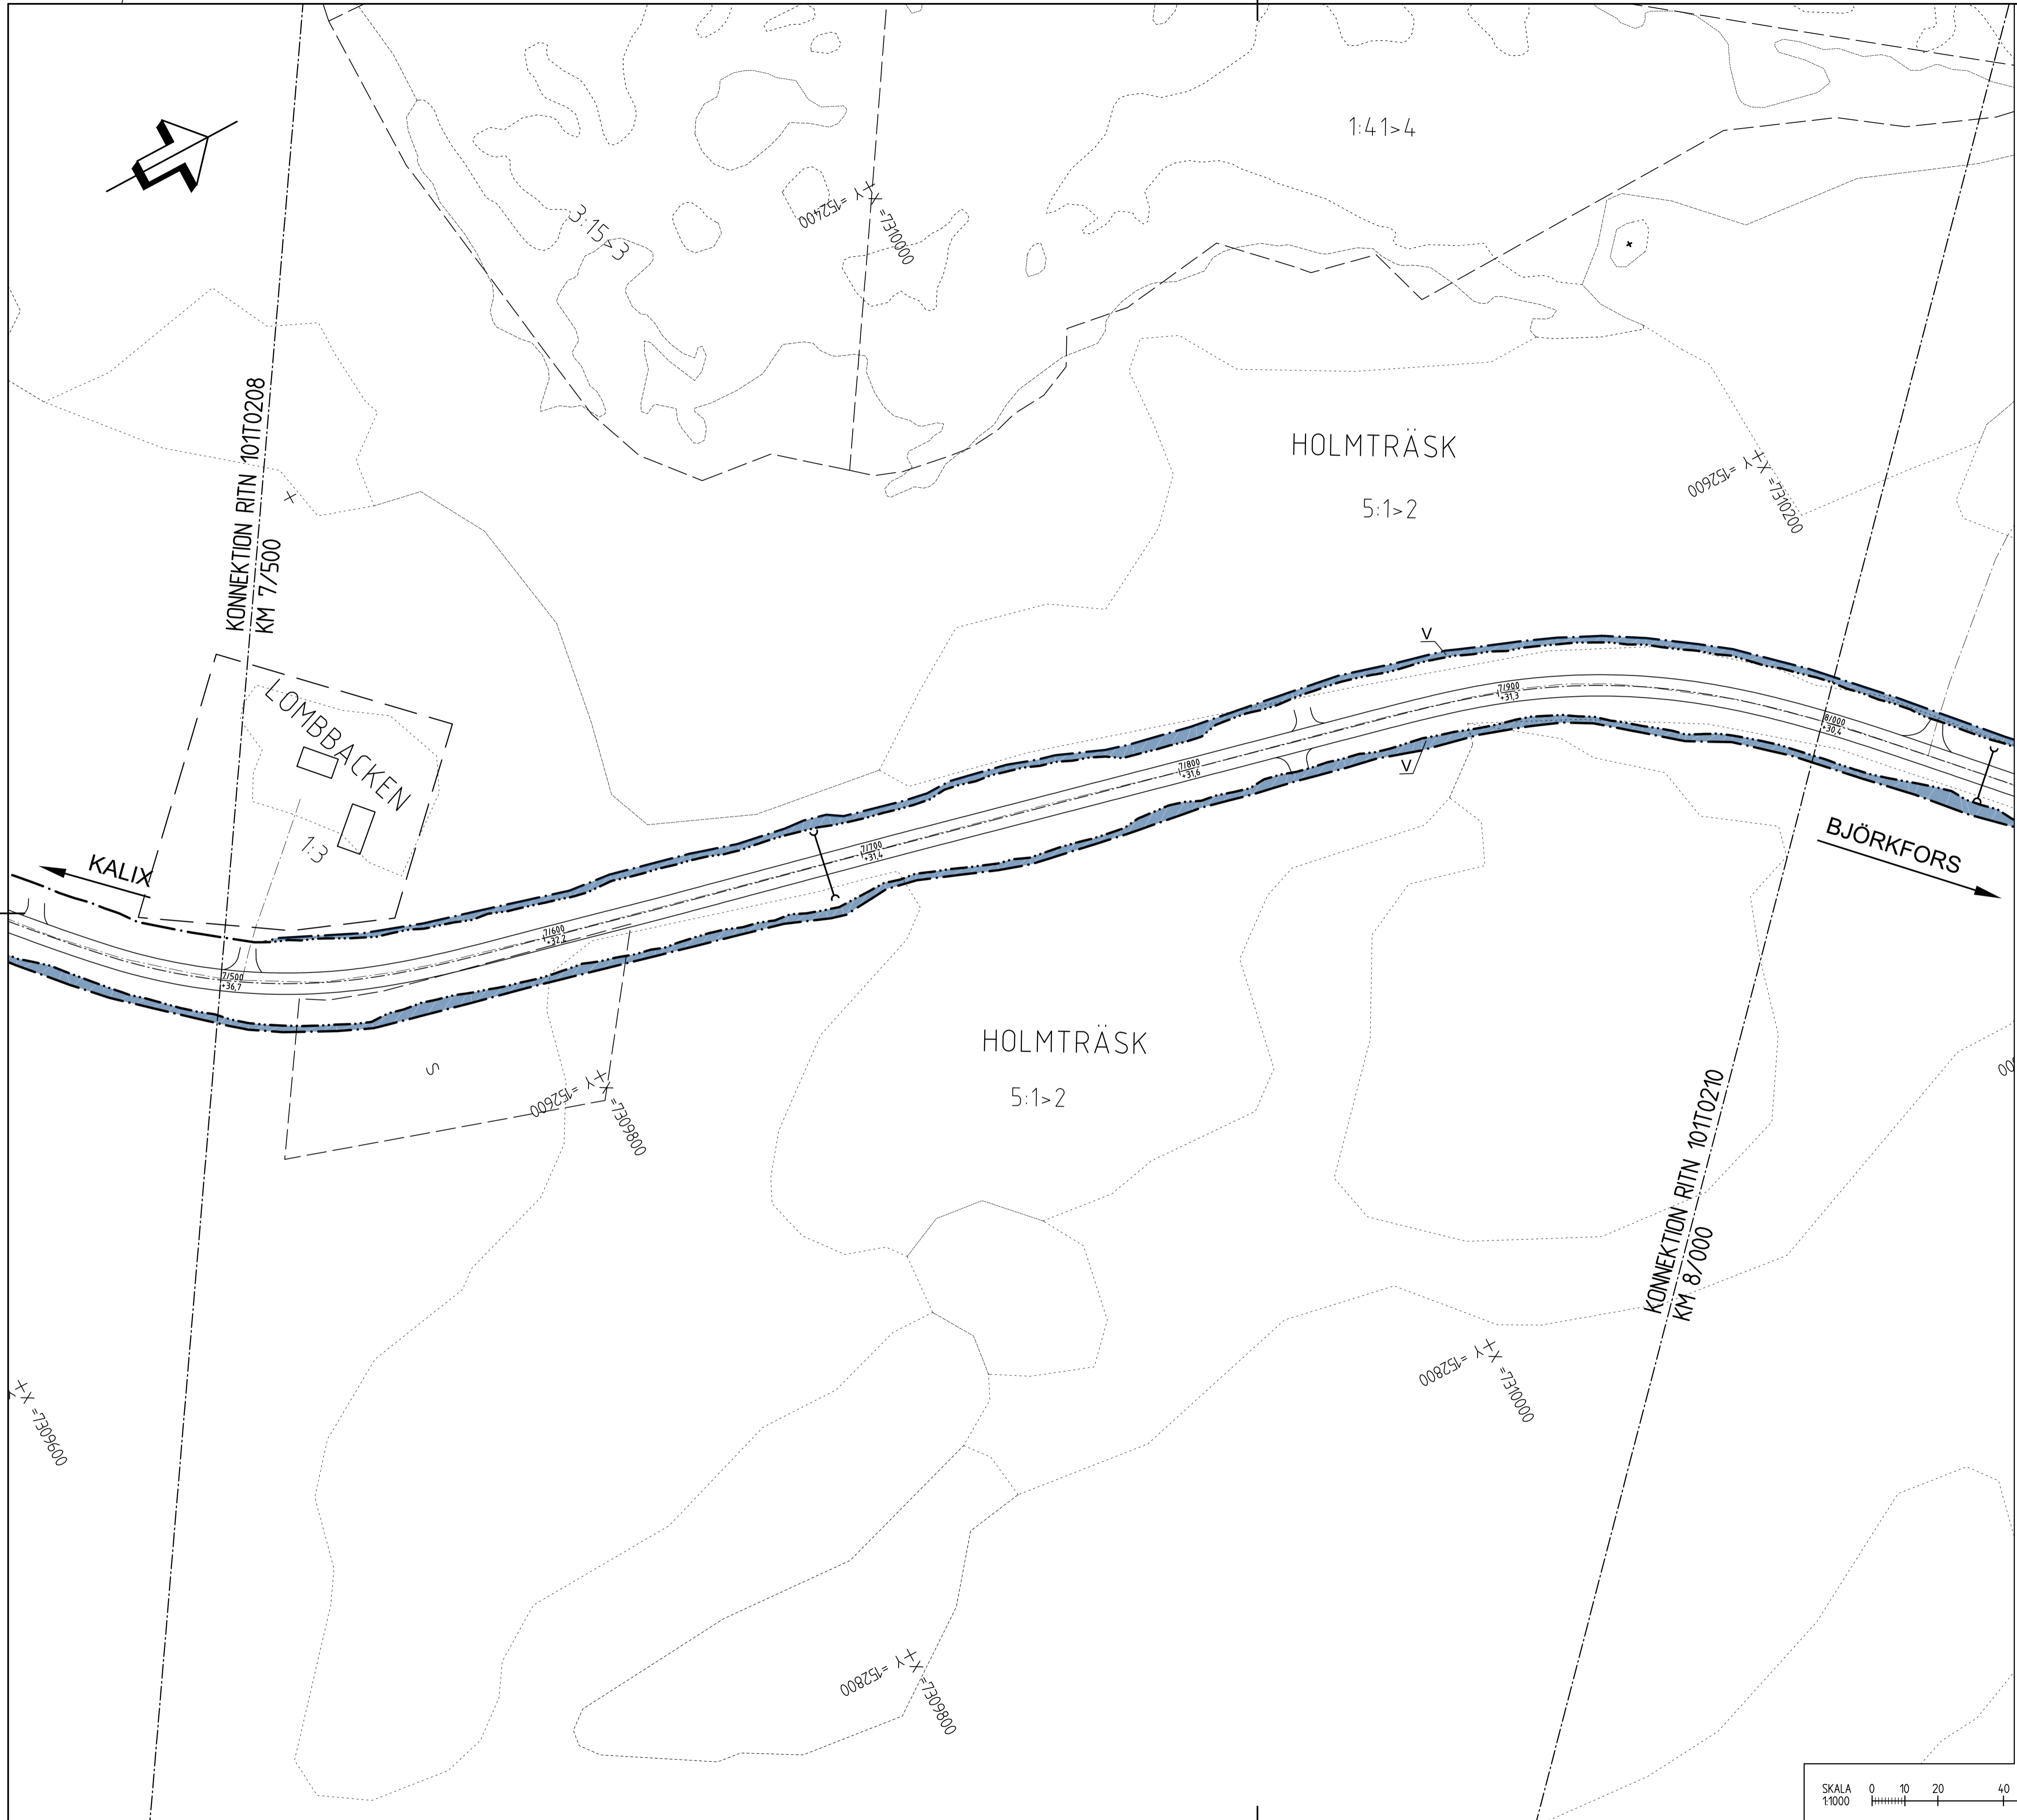 1:41>4
3:15>3
Y =152400
X =7310000
KONNEKTION RITN 101T0208
KM 7/500
HOLMTRÄSK
5:1>2
Y =152600
X =7310200
V
LOMBBACKEN
1:3
7/900
+31,3
8/000
+30,4
7/800
+31,6
V
7/700
+31,4
BJÖRKFORS
KALIX
7/600
+32,2
7/500
+36,7
HOLMTRÄSK
5:1>2
S
Y =152600
X =7309800
KONNEKTION RITN 101T0210
KM 8/000
Y =152800
X =7310000
X =7309600
Y =152800
X =7309800
SKALA
1:1000
0 10 20 40